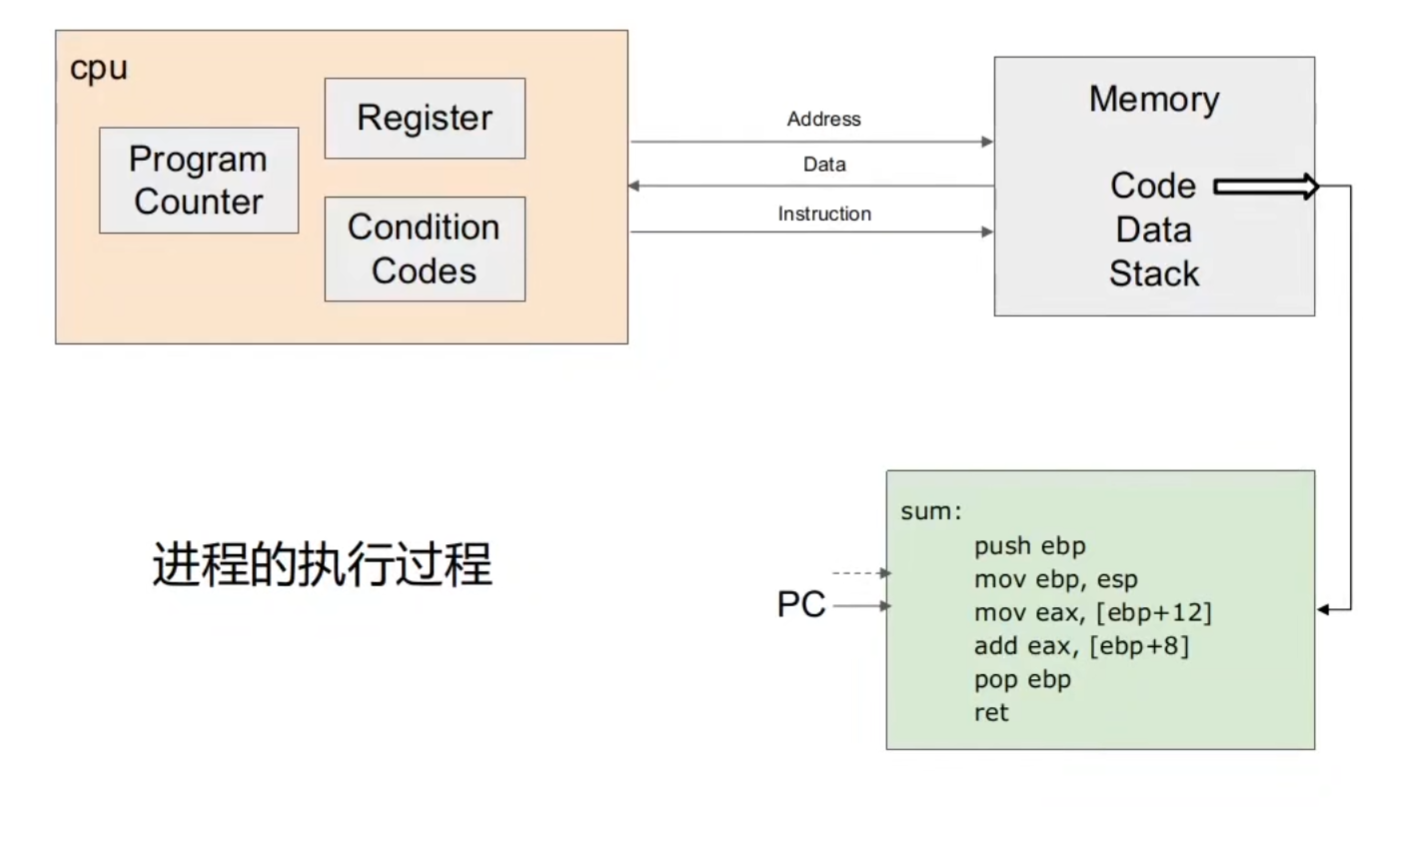 cpu
Program
Counter
Register
Condition
Codes
Address
Data
Instruction
Memory
Code
Data
Stack
进程的执行过程
PC
sum:
push ebp
mov ebp, esp
mov eax, [ebp+12]
add eax, [ebp+8]
pop ebp
ret